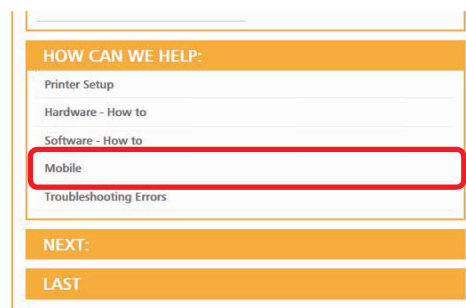 HOW CAN WE HELP:
Printer Setup
Hardware - How to
Software - How to
Mobile
Troubleshooting Errors
NEXT:
LAST